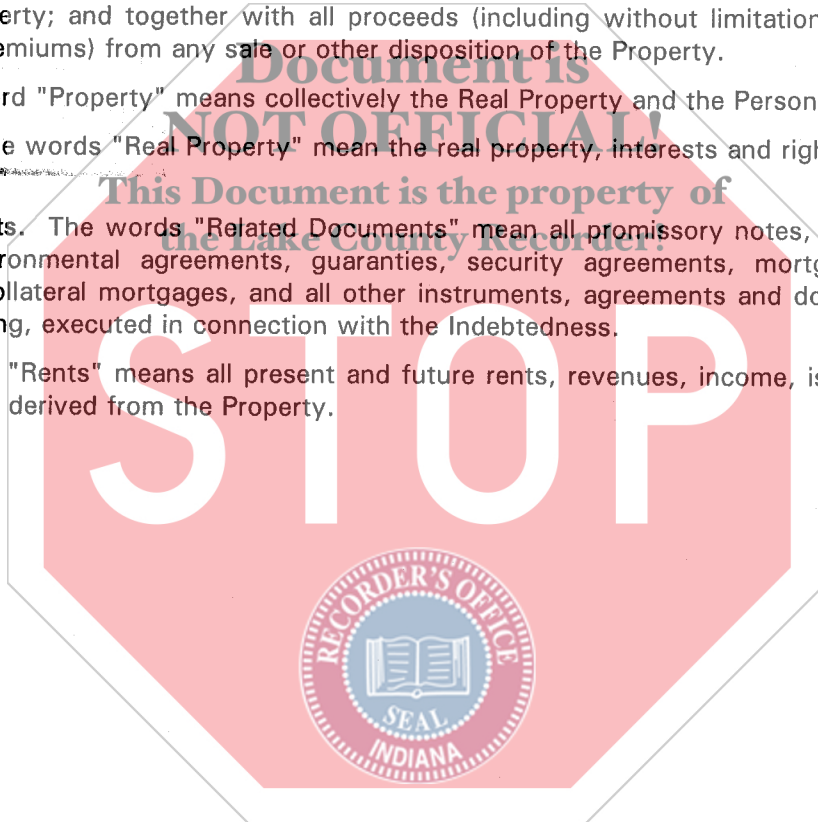 erty; and together with all proceeds (including without limitation
emiums) from any sale or other disposition of the Property.
Document is
rd "Property" means collectively the Real Property and the Person
NOT OFFICIAL!
e words "Real Property" mean the real property, interests and righ
This Document is the property of
ts. The words "Related Documents" mean all promissory notes,
the Lake County Recorder!
ronmental agreements, guaranties, security agreements, mortg
ollateral mortgages, and all other instruments, agreements and do
ng, executed in connection with the Indebtedness.
"Rents" means all present and future rents, revenues, income, is
derived from the Property.
STOP
RECORDER'S OFFICE
SEAL
INDIANA